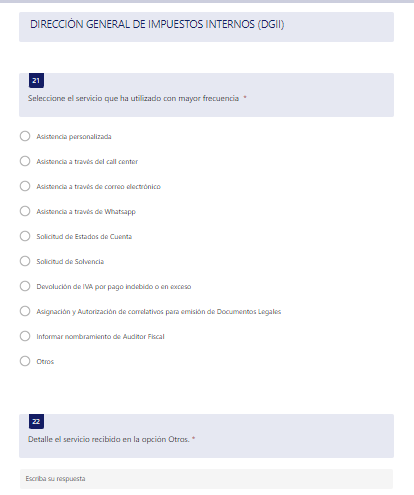 DIRECCIÓN GENERAL DE IMPUESTOS INTERNOS (DGII)
21
Seleccione el servicio que ha utilizado con mayor frecuencia *
Asistencia personalizada
Asistencia a través del call center
Asistencia a través de correo electrónico
Asistencia a través de Whatsapp
Solicitud de Estados de Cuenta
Solicitud de Solvencia
Devolución de IVA por pago indebido o en exceso
Asignación y Autorización de correlativos para emisión de Documentos Legales
Informar nombramiento de Auditor Fiscal
Otros
22
Detalle el servicio recibido en la opción Otros. *
Escriba su respuesta